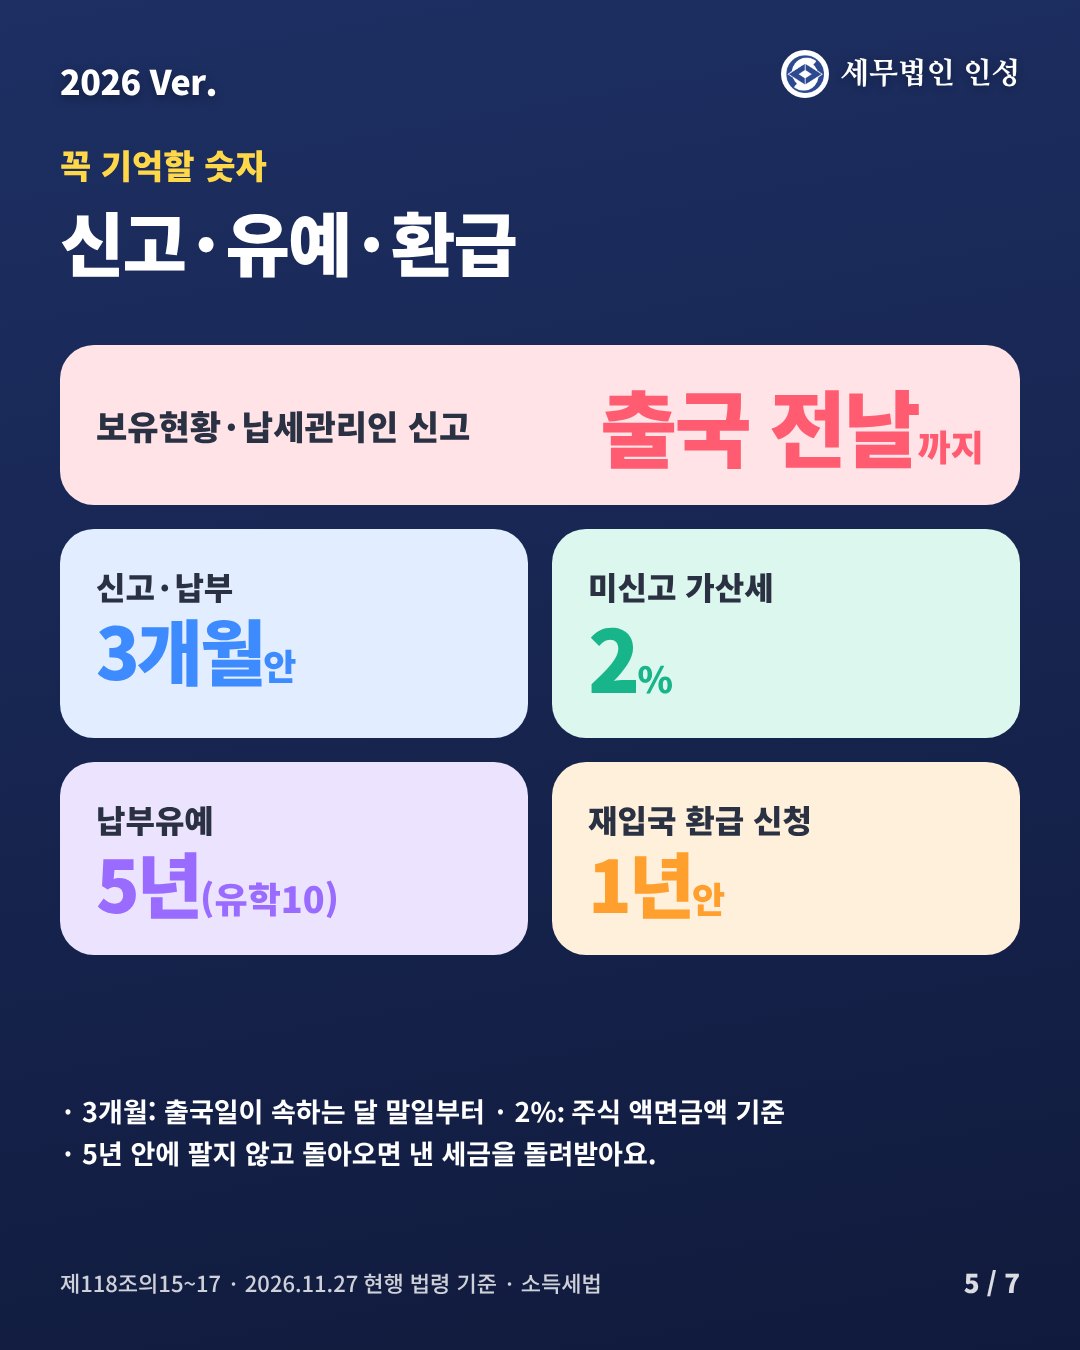 2026 Ver.
세무법인 인성
꼭 기억할 숫자
신고·유예·환급
보유현황·납세관리인 신고
출국 전날까지
신고·납부
3개월안
미신고 가산세
2%
납부유예
5년(유학10)
재입국 환급 신청
1년안
· 3개월: 출국일이 속하는 달 말일부터 · 2%: 주식 액면금액 기준
· 5년 안에 팔지 않고 돌아오면 낸 세금을 돌려받아요.
제118조의15~17 · 2026.11.27 현행 법령 기준 · 소득세법
5 / 7